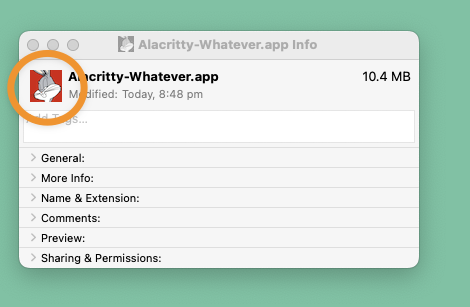 Alacritty-Whatever.app Info
Alacritty-Whatever.app 10.4 MB
Modified: Today, 8:48 pm
Add Tags...
General:
More Info:
Name & Extension:
Comments:
Preview:
Sharing & Permissions: